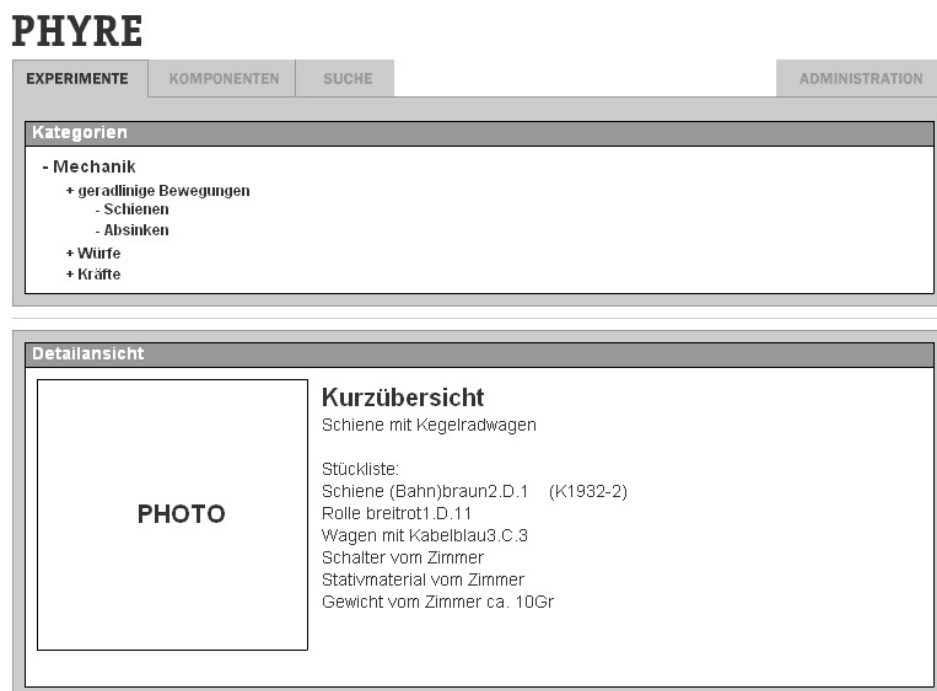 PHYRE
EXPERIMENTE KOMPONENTEN SUCHE ADMINISTRATION
Kategorien
- Mechanik
+ geradlinige Bewegungen
- Schienen
- Absinken
+ Würfe
+ Kräfte
Detailansicht
PHOTO
Kurzübersicht
Schiene mit Kegelradwagen
Stückliste:
Schiene (Bahn)braun2.D.1 (K1932-2)
Rolle breitrot1.D.11
Wagen mit Kabelblau3.C.3
Schalter vom Zimmer
Stativmaterial vom Zimmer
Gewicht vom Zimmer ca. 10Gr